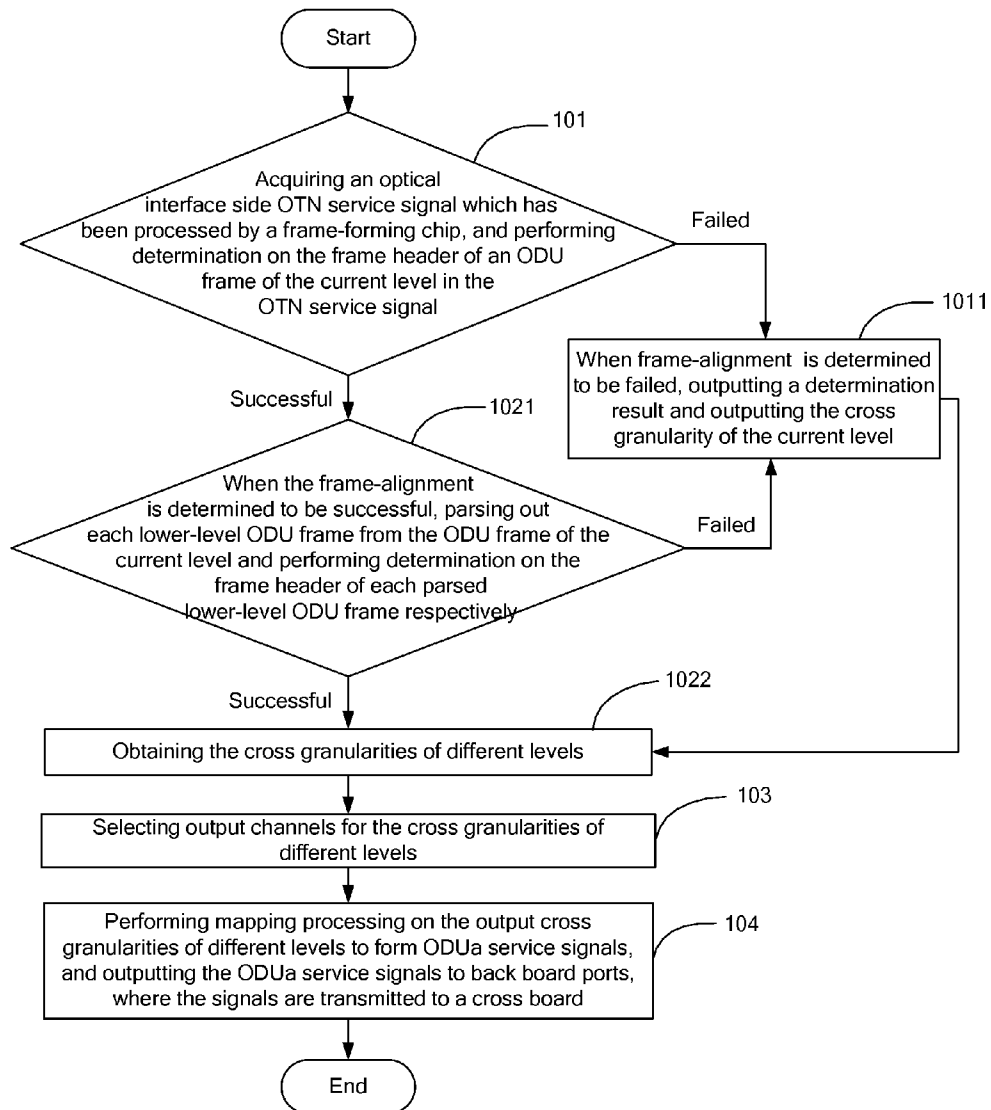 Start
101
Acquiring an optical
interface side OTN service signal which has
been processed by a frame-forming chip, and performing
determination on the frame header of an ODU
frame of the current level in the
OTN service signal
Failed
1011
When frame-alignment is determined
to be failed, outputting a determination
result and outputting the cross
granularity of the current level
Successful
1021
When the frame-alignment
is determined to be successful, parsing out
each lower-level ODU frame from the ODU frame of the
current level and performing determination on the
frame header of each parsed
lower-level ODU frame respectively
Failed
Successful
1022
Obtaining the cross granularities of different levels
103
Selecting output channels for the cross granularities of
different levels
104
Performing mapping processing on the output cross
granularities of different levels to form ODUa service signals,
and outputting the ODUa service signals to back board ports,
where the signals are transmitted to a cross board
End